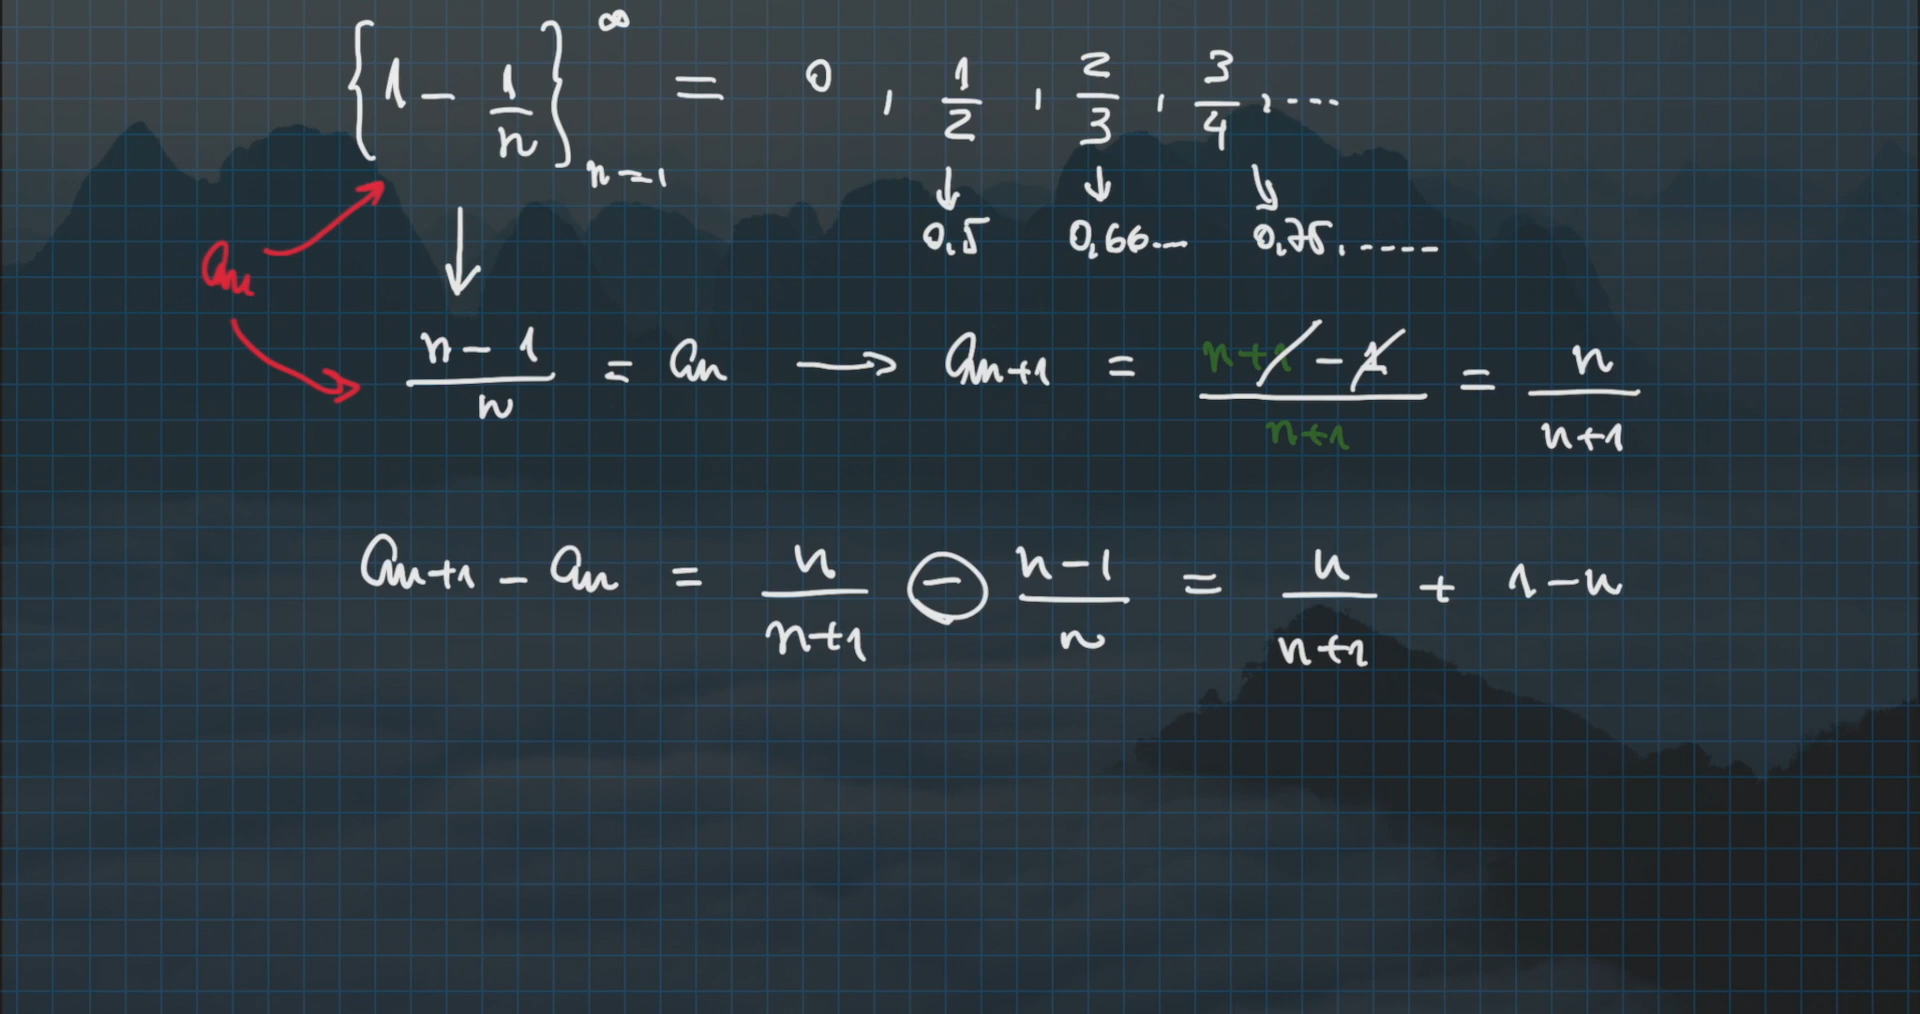 {1 - 1/n}_{n=1}^∞ = 0, 1/2, 2/3, 3/4, ....
0,5 0,66... 0,75, .....
an
(n-1)/n = an → an+1 = (n+1-1)/(n+1) = n/(n+1)
an+1 - an = n/(n+1) - (n-1)/n = n/(n+1) + 1-n